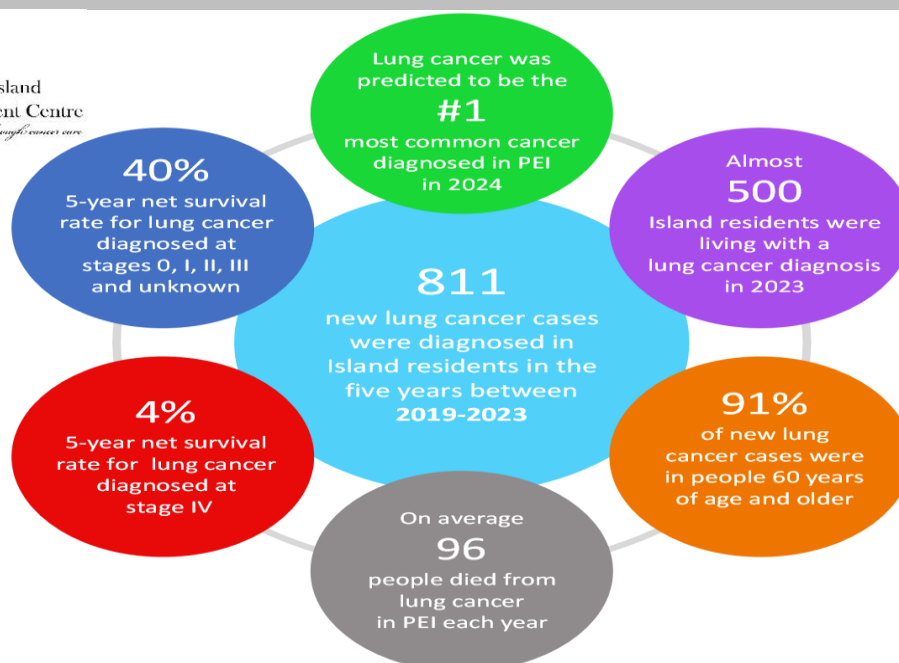 sland
ent Centre
ough: cancer care
Lung cancer was
predicted to be the
#1
most common cancer
diagnosed in PEI
in 2024
40%
5-year net survival
rate for lung cancer
diagnosed at
stages 0, I, II, III
and unknown
Almost
500
Island residents were
living with a
lung cancer diagnosis
in 2023
811
new lung cancer cases
were diagnosed in
Island residents in the
five years between
2019-2023
4%
5-year net survival
rate for lung cancer
diagnosed at
stage IV
91%
of new lung
cancer cases were
in people 60 years
of age and older
On average
96
people died from
lung cancer
in PEI each year